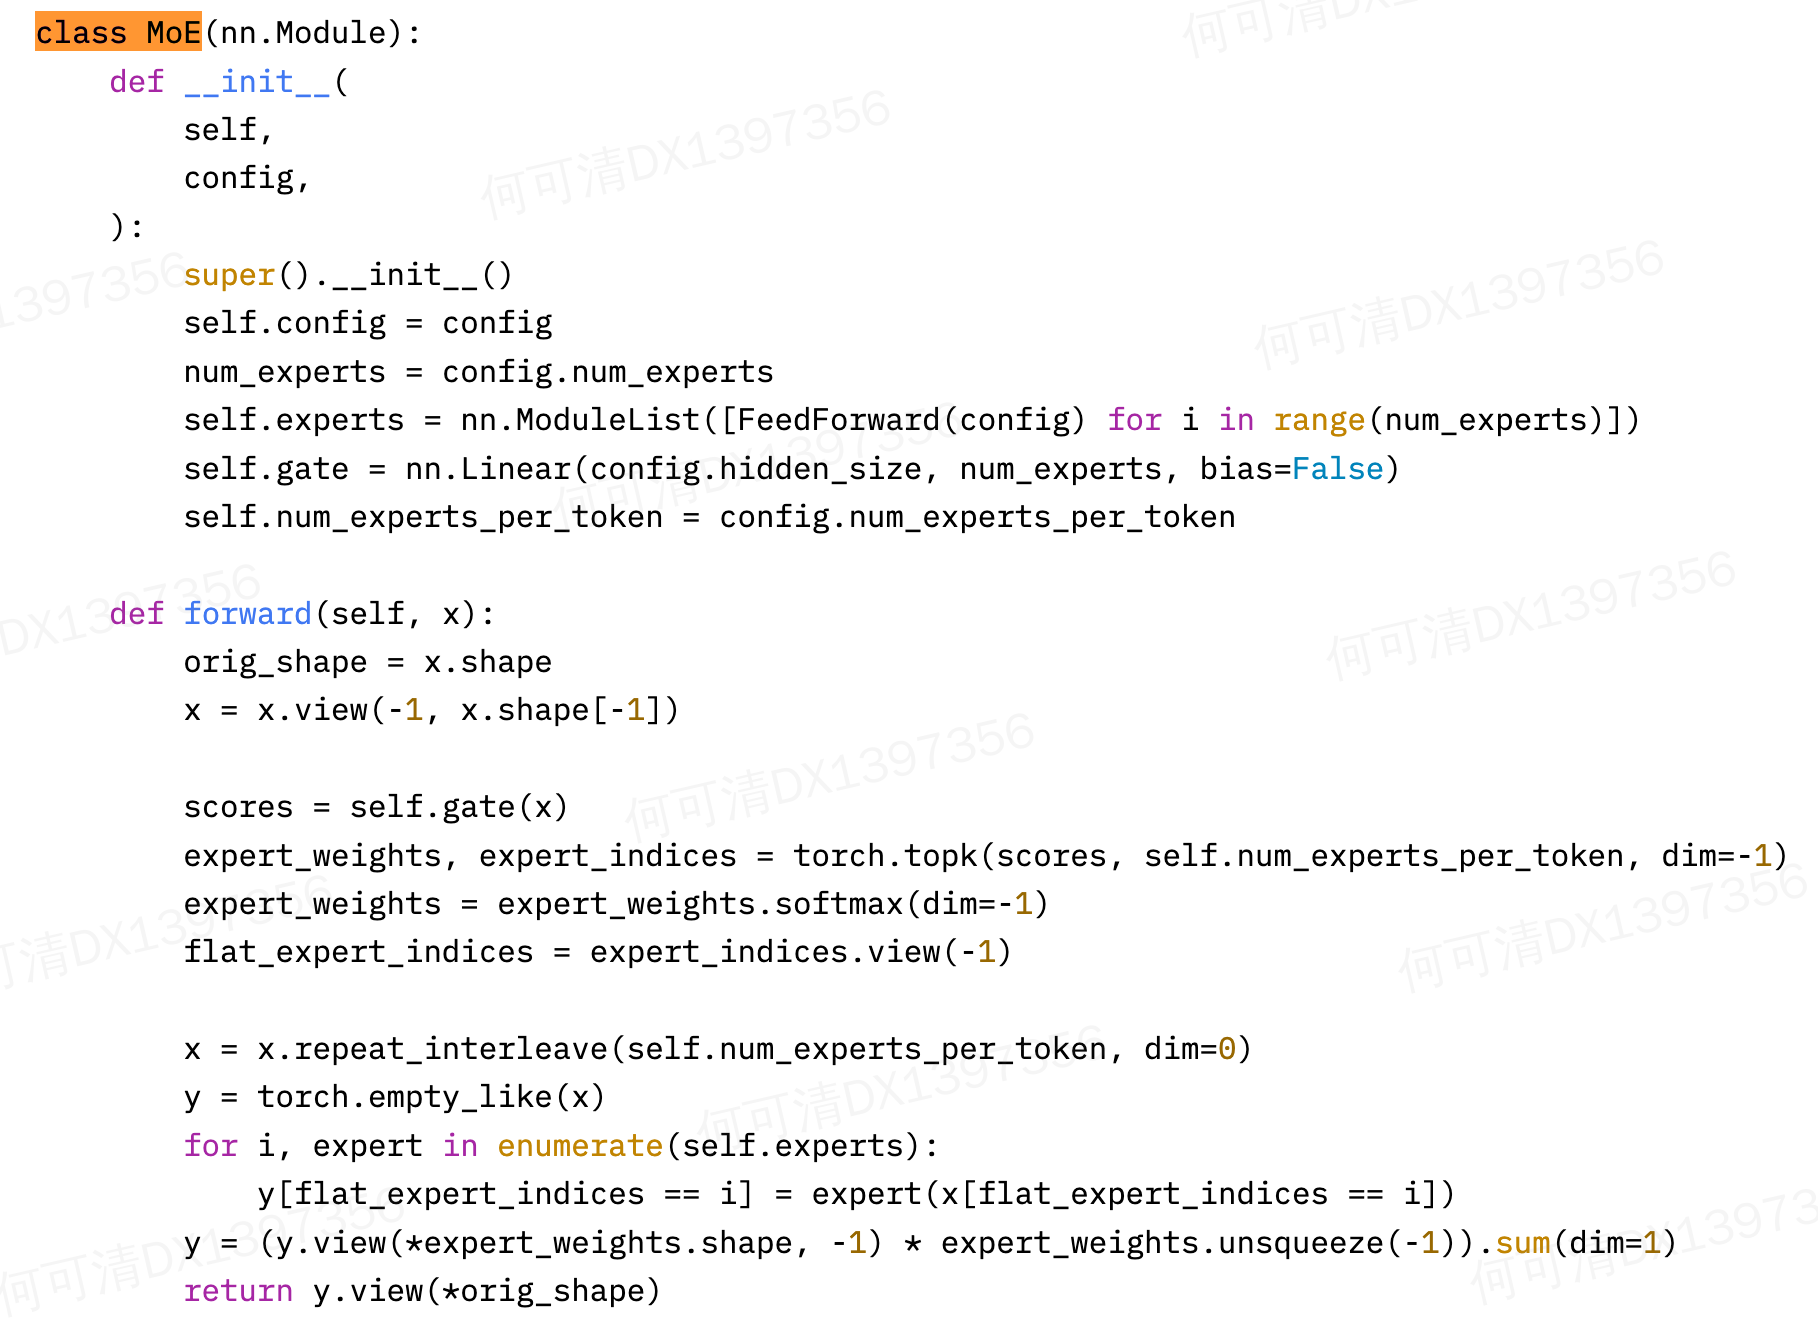 class MoE(nn.Module):
    def __init__(
        self,
        config,
    ):
        super().__init__()
        self.config = config
        num_experts = config.num_experts
        self.experts = nn.ModuleList([FeedForward(config) for i in range(num_experts)])
        self.gate = nn.Linear(config.hidden_size, num_experts, bias=False)
        self.num_experts_per_token = config.num_experts_per_token

    def forward(self, x):
        orig_shape = x.shape
        x = x.view(-1, x.shape[-1])

        scores = self.gate(x)
        expert_weights, expert_indices = torch.topk(scores, self.num_experts_per_token, dim=-1)
        expert_weights = expert_weights.softmax(dim=-1)
        flat_expert_indices = expert_indices.view(-1)

        x = x.repeat_interleave(self.num_experts_per_token, dim=0)
        y = torch.empty_like(x)
        for i, expert in enumerate(self.experts):
            y[flat_expert_indices == i] = expert(x[flat_expert_indices == i])
        y = (y.view(*expert_weights.shape, -1) * expert_weights.unsqueeze(-1)).sum(dim=1)
        return y.view(*orig_shape)
何可清DX1397356